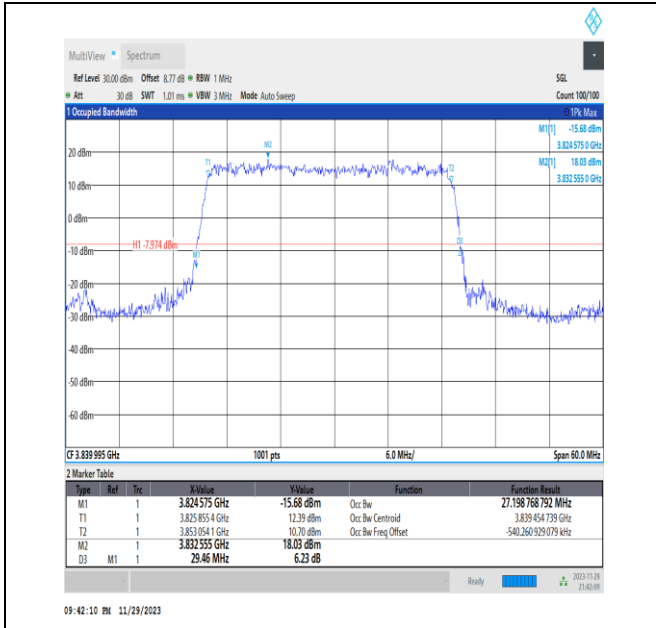 MultiView Spectrum
Ref Level 30.00 dBm Offset 8.77 dB RBW 1 MHz SGL
Att 30 dB SWT 1.01 ms VBW 3 MHz Mode Auto Sweep Count 100/100
1 Occupied Bandwidth 1Pk Max
M1[1] -15.68 dBm
3.824 575 0 GHz
M2[1] 18.03 dBm
3.832 555 0 GHz
M2
20 dBm
T1
T2
10 dBm
0 dBm
H1 -7.974 dBm
D3
-10 dBm
M1
-20 dBm
-30 dBm
-40 dBm
-50 dBm
-60 dBm
CF 3.839 995 GHz 1001 pts 6.0 MHz/ Span 60.0 MHz
2 Marker Table
Type Ref Trc X-Value Y-Value Function Function Result
M1 1 3.824 575 GHz -15.68 dBm Occ Bw 27.198 768 792 MHz
T1 1 3.825 855 4 GHz 12.39 dBm Occ Bw Centroid 3.839 454 739 GHz
T2 1 3.853 054 1 GHz 10.70 dBm Occ Bw Freq Offset -540.260 929 079 kHz
M2 1 3.832 555 GHz 18.03 dBm
D3 M1 1 29.46 MHz 6.23 dB
Ready 2023-11-29
21:42:09
09:42:10 PM 11/29/2023